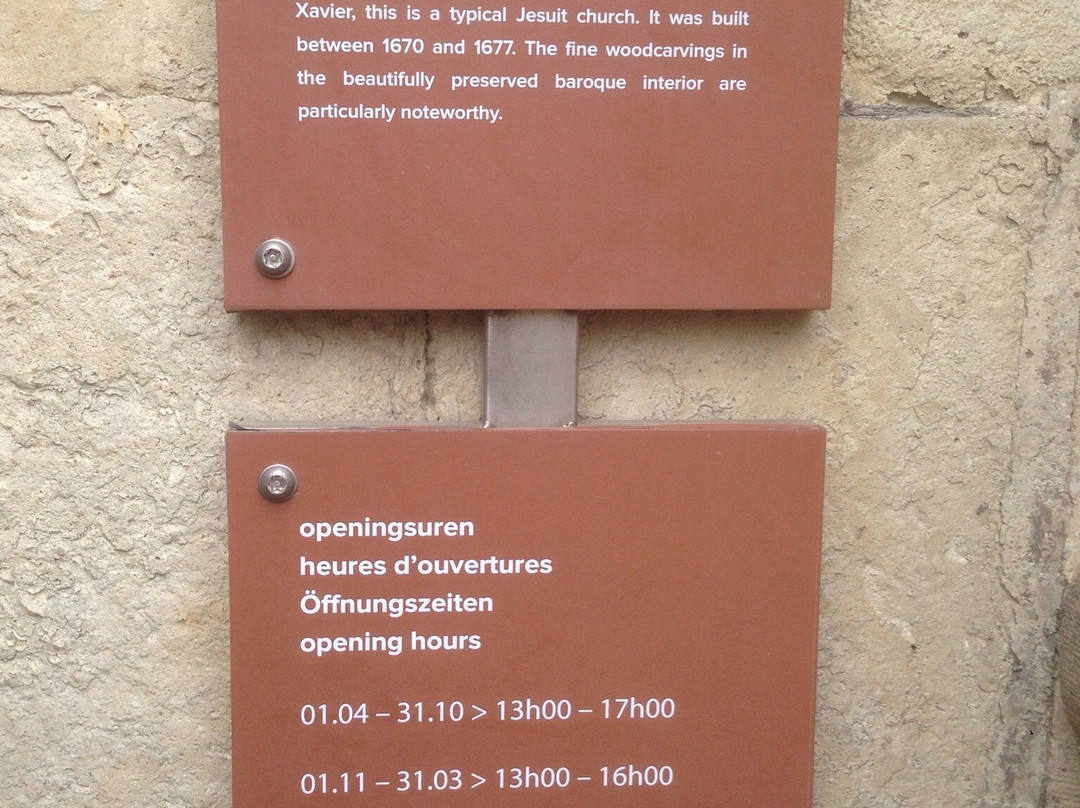 Xavier, this is a typical Jesuit church. It was built
between 1670 and 1677. The fine woodcarvings in
the beautifully preserved baroque interior are
particularly noteworthy.
openingsuren
heures d’ouvertures
Öffnungszeiten
opening hours
01.04 – 31.10 > 13h00 – 17h00
01.11 – 31.03 > 13h00 – 16h00